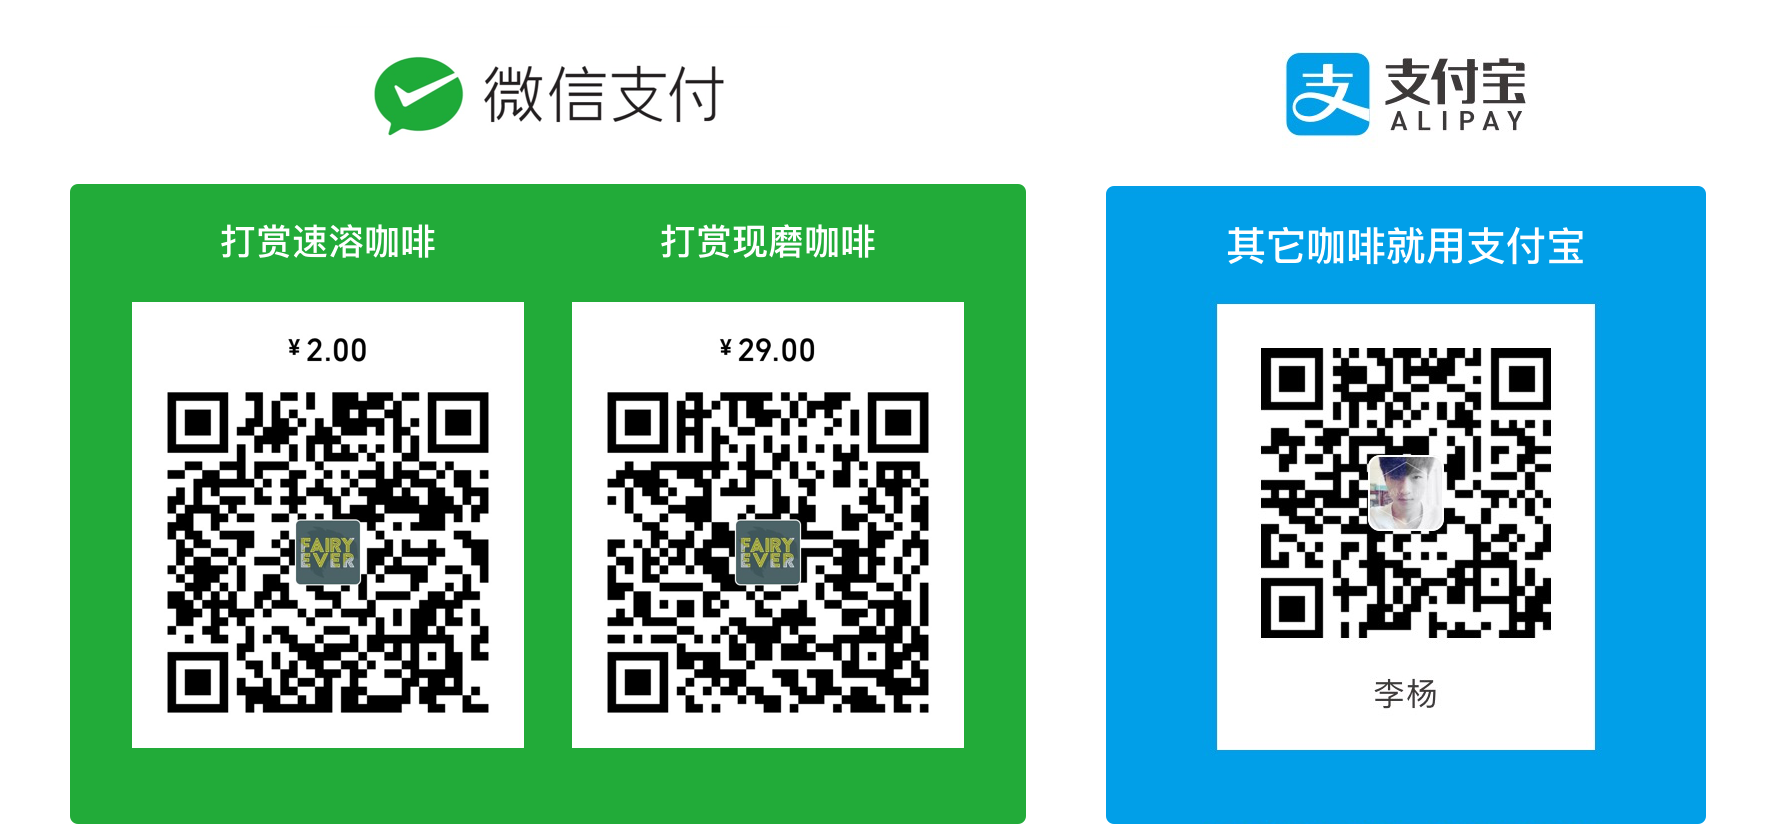 微信支付
打赏速溶咖啡
¥2.00
FAIRY
EVER
打赏现磨咖啡
¥29.00
FAIRY
EVER
支付宝
ALIPAY
其它咖啡就用支付宝
李杨